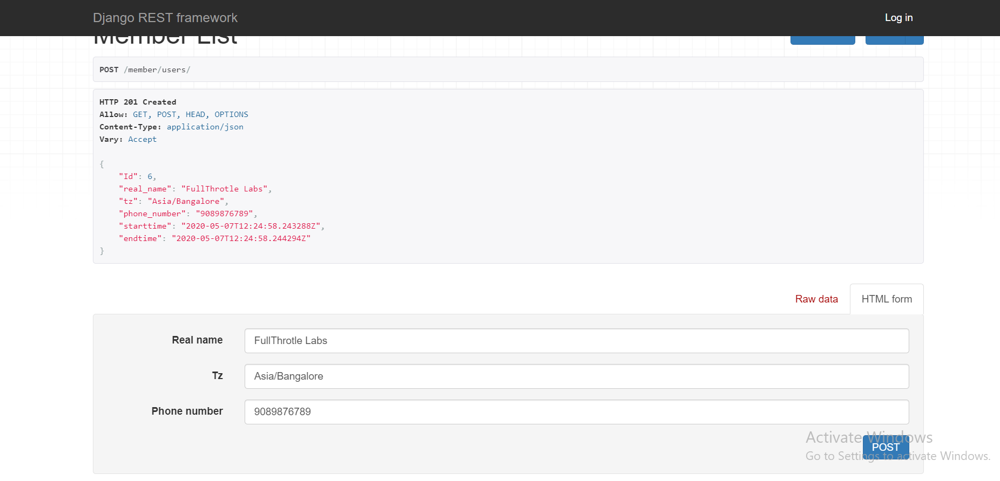 Django REST framework
Log in
Member List
POST /member/users/
HTTP 201 Created
Allow: GET, POST, HEAD, OPTIONS
Content-Type: application/json
Vary: Accept
{
    "Id": 6,
    "real_name": "FullThrotle Labs",
    "tz": "Asia/Bangalore",
    "phone_number": "9089876789",
    "starttime": "2020-05-07T12:24:58.243288Z",
    "endtime": "2020-05-07T12:24:58.244294Z"
}
Raw data
HTML form
Real name
FullThrotle Labs
Tz
Asia/Bangalore
Phone number
9089876789
POST
Activate Windows
Go to Settings to activate Windows.